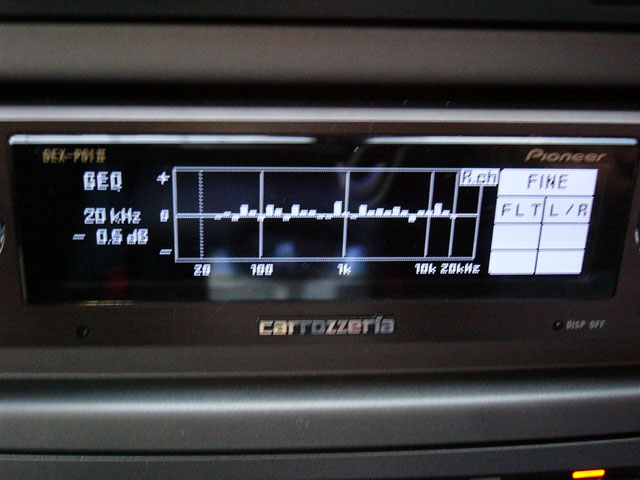 DEX-P01II
Pioneer
GEQ
+
R.ch
FINE
20 kHz
0
FLT
L/R
- 0.5 dB
-
20
100
1k
10k
20kHz
carrozzeria
DISP OFF